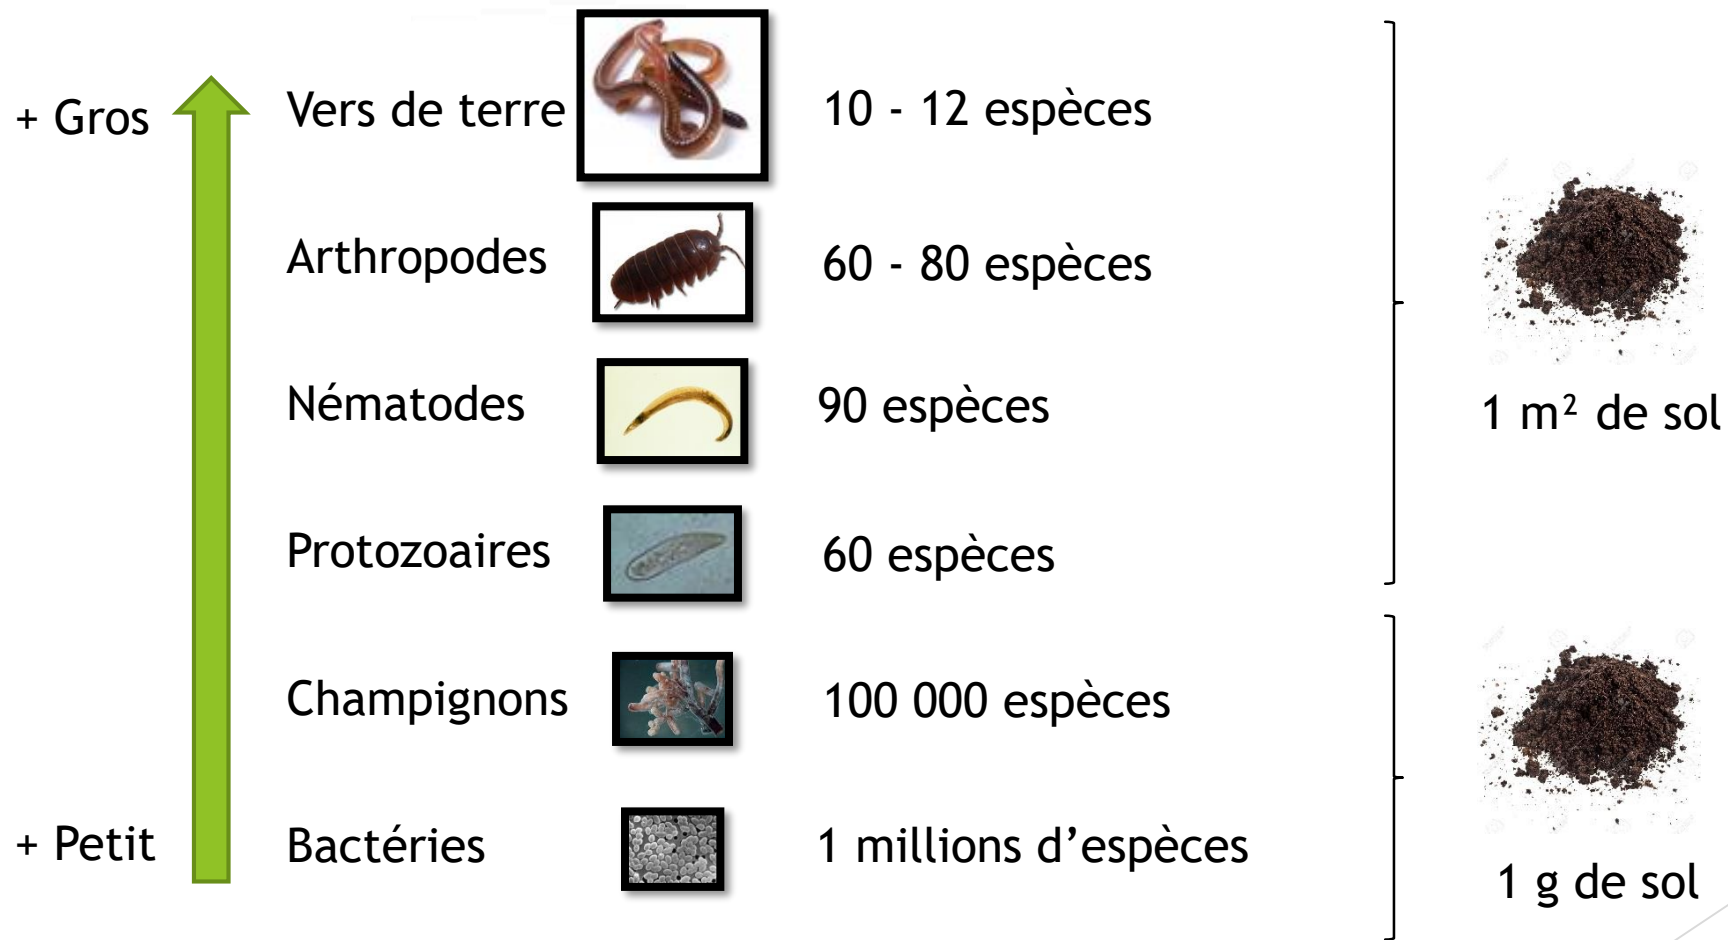 + Gros
Vers de terre
10 - 12 espèces
Arthropodes
60 - 80 espèces
Nématodes
90 espèces
1 m² de sol
Protozoaires
60 espèces
Champignons
100 000 espèces
+ Petit
Bactéries
1 millions d’espèces
1 g de sol